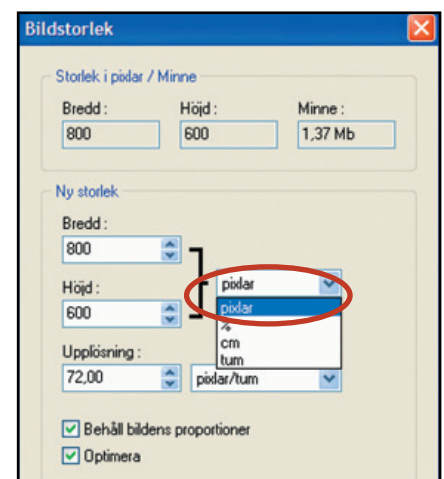 Bildstorlek
Storlek i pixlar / Minne
Bredd : Höjd : Minne :
800 600 1,37 Mb
Ny storlek
Bredd :
800
pixlar
Höjd :
600
pixlar
%
cm
tum
Upplösning :
72,00 pixlar/tum
Behåll bildens proportioner
Optimera